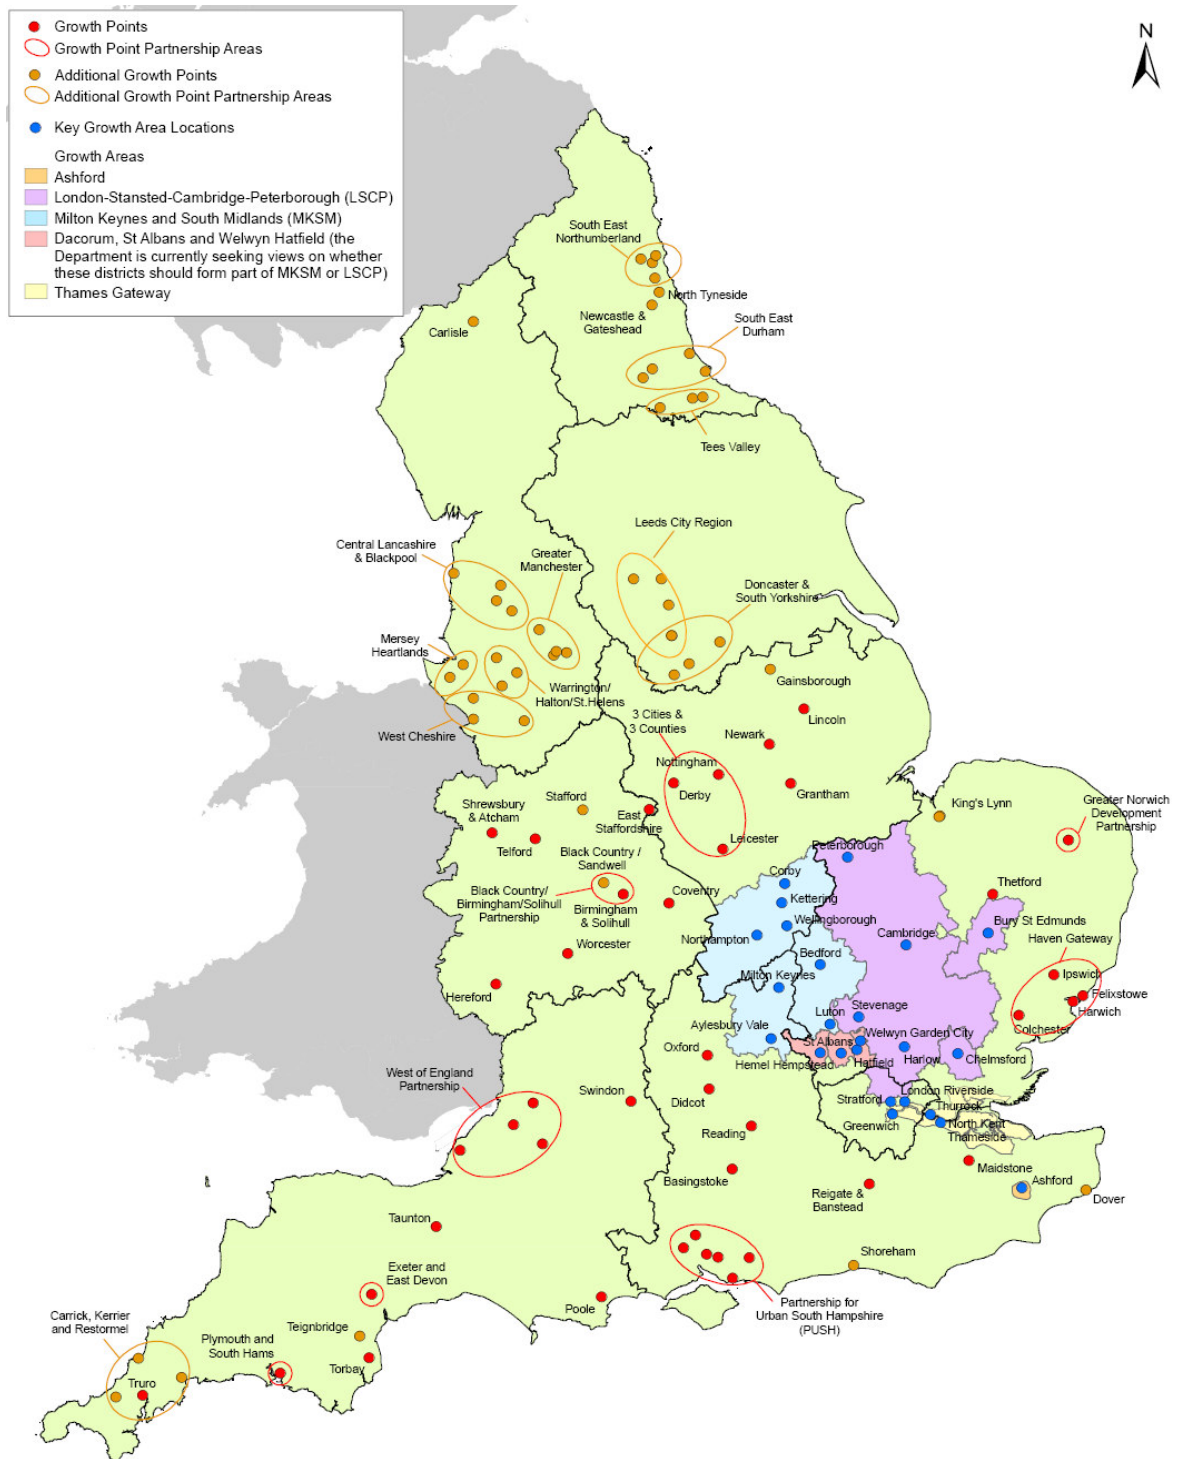 Growth Points
Growth Point Partnership Areas
Additional Growth Points
Additional Growth Point Partnership Areas
Key Growth Area Locations
Growth Areas
Ashford
London-Stansted-Cambridge-Peterborough (LSCP)
Milton Keynes and South Midlands (MKSM)
Dacorum, St Albans and Welwyn Hatfield (the
Department is currently seeking views on whether
these districts should form part of MKSM or LSCP)
Thames Gateway
N
South East
Northumberland
North Tyneside
Newcastle &
Gateshead
South East
Durham
Carlisle
Tees Valley
Leeds City Region
Central Lancashire
& Blackpool
Greater
Manchester
Doncaster &
South Yorkshire
Mersey
Heartlands
Warrington/
Halton/St.Helens
West Cheshire
Gainsborough
Lincoln
3 Cities &
3 Counties
Newark
Nottingham
Derby
Grantham
Leicester
Stafford
East
Staffordshire
Shrewsbury
& Atcham
Telford
Black Country /
Sandwell
Black Country/
Birmingham/Solihull
Partnership
Birmingham
& Solihull
Coventry
Worcester
Hereford
King's Lynn
Greater Norwich
Development
Partnership
Peterborough
Corby
Kettering
Wellingborough
Northampton
Thetford
Bury St Edmunds
Cambridge
Haven Gateway
Bedford
Milton Keynes
Ipswich
Felixstowe
Harwich
Colchester
Stevenage
Luton
Aylesbury Vale
Welwyn Garden City
St Albans
Hemel Hempstead
Hatfield
Harlow
Chelmsford
Oxford
Didcot
London Riverside
Stratford
Thurrock
Greenwich
North Kent
Thameside
West of England
Partnership
Swindon
Reading
Basingstoke
Maidstone
Ashford
Dover
Reigate &
Banstead
Taunton
Shoreham
Exeter and
East Devon
Poole
Partnership for
Urban South Hampshire
(PUSH)
Carrick, Kerrier
and Restormel
Teignbridge
Plymouth and
South Hams
Torbay
Truro